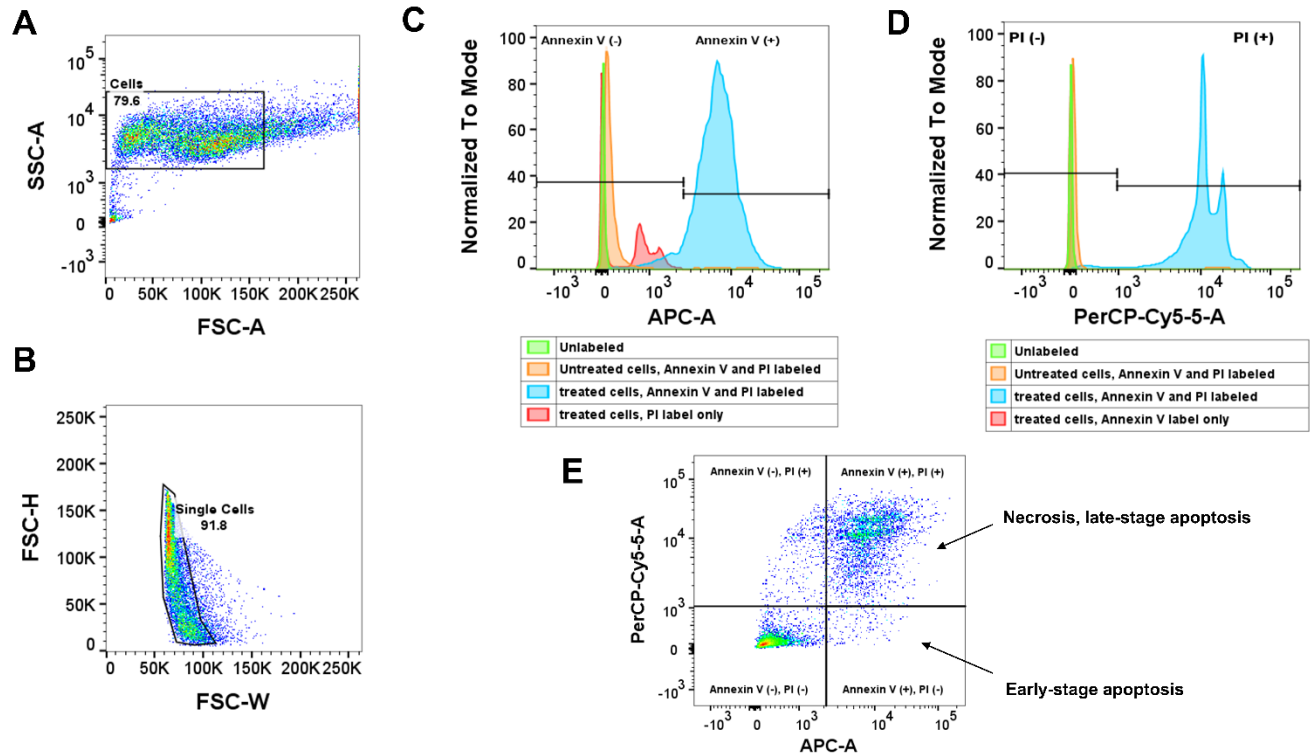 A
SSC-A
10^5
10^4
10^3
0
-10^3
Cells
79.6
0 50K 100K 150K 200K 250K
FSC-A
B
FSC-H
250K
200K
150K
100K
50K
0
Single Cells
91.8
0 50K 100K 150K 200K 250K
FSC-W
C
Normalized To Mode
100
80
60
40
20
0
Annexin V (-) Annexin V (+)
-10^3 0 10^3 10^4 10^5
APC-A
Unlabeled
Untreated cells, Annexin V and PI labeled
treated cells, Annexin V and PI labeled
treated cells, PI label only
D
Normalized To Mode
100
80
60
40
20
0
PI (-) PI (+)
-10^3 0 10^3 10^4 10^5
PerCP-Cy5-5-A
Unlabeled
Untreated cells, Annexin V and PI labeled
treated cells, Annexin V and PI labeled
treated cells, Annexin V label only
E
PerCP-Cy5-5-A
10^5
10^4
10^3
0
-10^3
Annexin V (-), PI (+) Annexin V (+), PI (+)
Annexin V (-), PI (-) Annexin V (+), PI (-)
-10^3 0 10^3 10^4 10^5
APC-A
Necrosis, late-stage apoptosis
Early-stage apoptosis